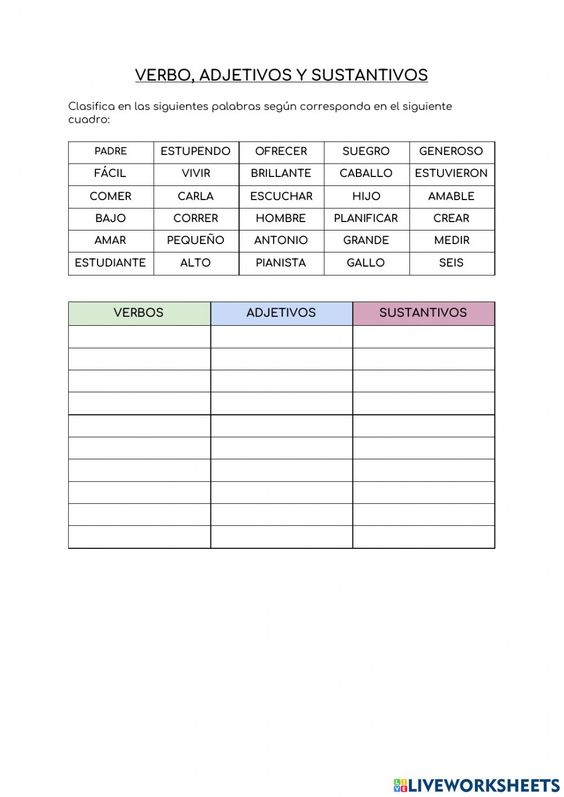 VERBO, ADJETIVOS Y SUSTANTIVOS
Clasifica en las siguientes palabras según corresponda en el siguiente
cuadro:
PADRE ESTUPENDO OFRECER SUEGRO GENEROSO
FÁCIL VIVIR BRILLANTE CABALLO ESTUVIERON
COMER CARLA ESCUCHAR HIJO AMABLE
BAJO CORRER HOMBRE PLANIFICAR CREAR
AMAR PEQUEÑO ANTONIO GRANDE MEDIR
ESTUDIANTE ALTO PIANISTA GALLO SEIS
VERBOS ADJETIVOS SUSTANTIVOS
LIVE LIVEWORKSHEETS